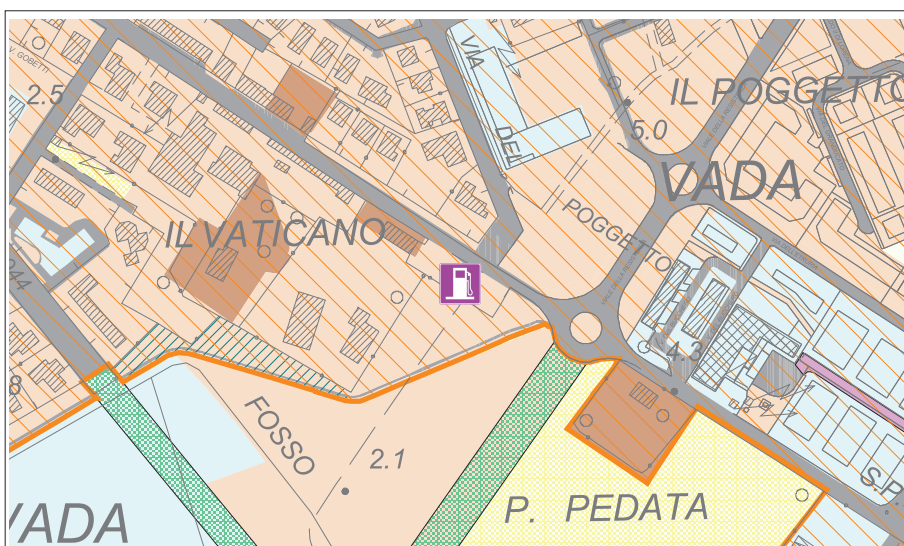 V. GOBETTI
2.5
VIA
DEL
POGGETTO
IL POGGETTO
5.0
VADA
IL VATICANO
4.3
FOSSO
2.1
P. PEDATA
S.P.
VADA